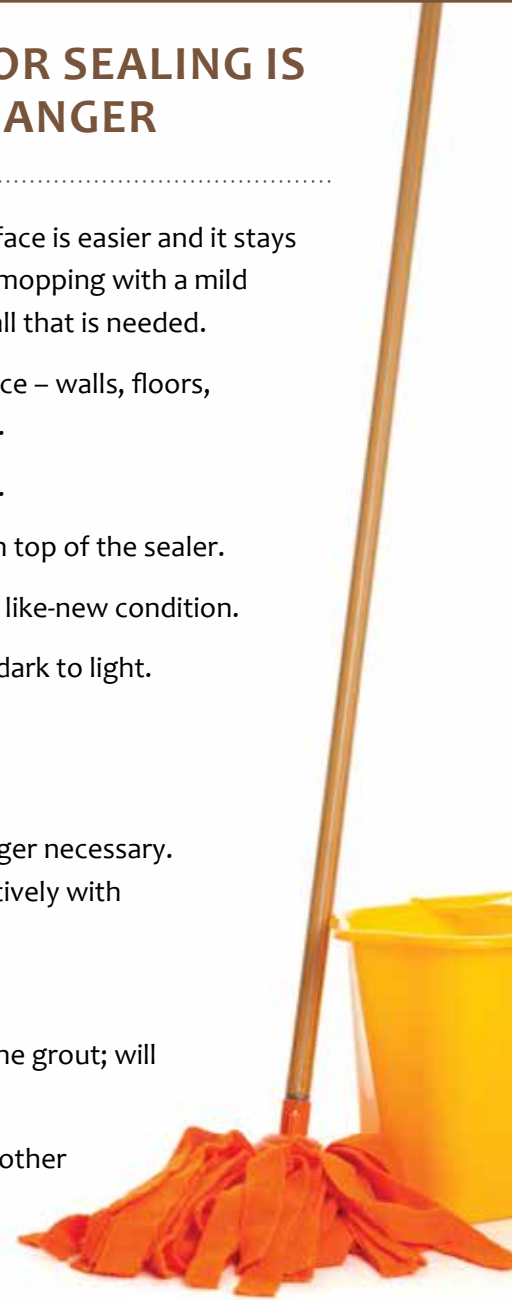 OR SEALING IS
ANGER
face is easier and it stays
mopping with a mild
all that is needed.
ce – walls, floors,
.
.
n top of the sealer.
like-new condition.
dark to light.
ger necessary.
tively with
he grout; will
other